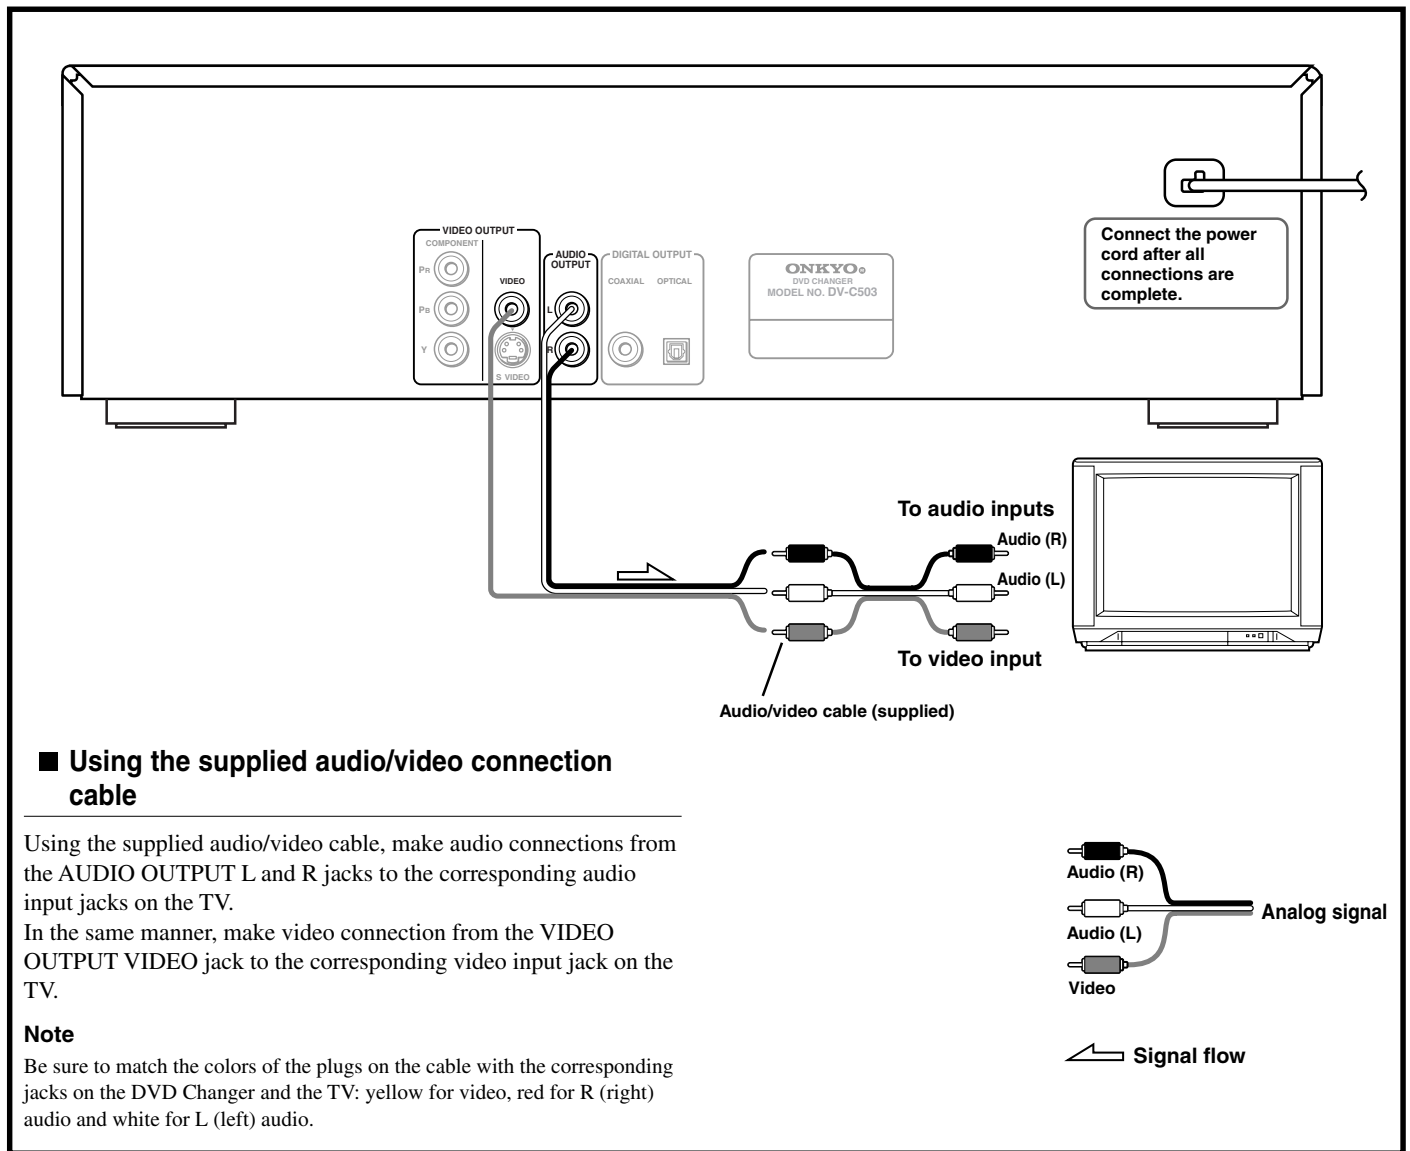 VIDEO OUTPUT
COMPONENT
PR
PB
Y
VIDEO
S VIDEO
AUDIO
OUTPUT
L
R
DIGITAL OUTPUT
COAXIAL OPTICAL
ONKYO
DVD CHANGER
MODEL NO. DV-C503
Connect the power
cord after all
connections are
complete.
To audio inputs
Audio (R)
Audio (L)
To video input
Audio/video cable (supplied)
■ Using the supplied audio/video connection
cable
Using the supplied audio/video cable, make audio connections from
the AUDIO OUTPUT L and R jacks to the corresponding audio
input jacks on the TV.
In the same manner, make video connection from the VIDEO
OUTPUT VIDEO jack to the corresponding video input jack on the
TV.
Note
Be sure to match the colors of the plugs on the cable with the corresponding
jacks on the DVD Changer and the TV: yellow for video, red for R (right)
audio and white for L (left) audio.
Audio (R)
Audio (L)
Video
Analog signal
Signal flow